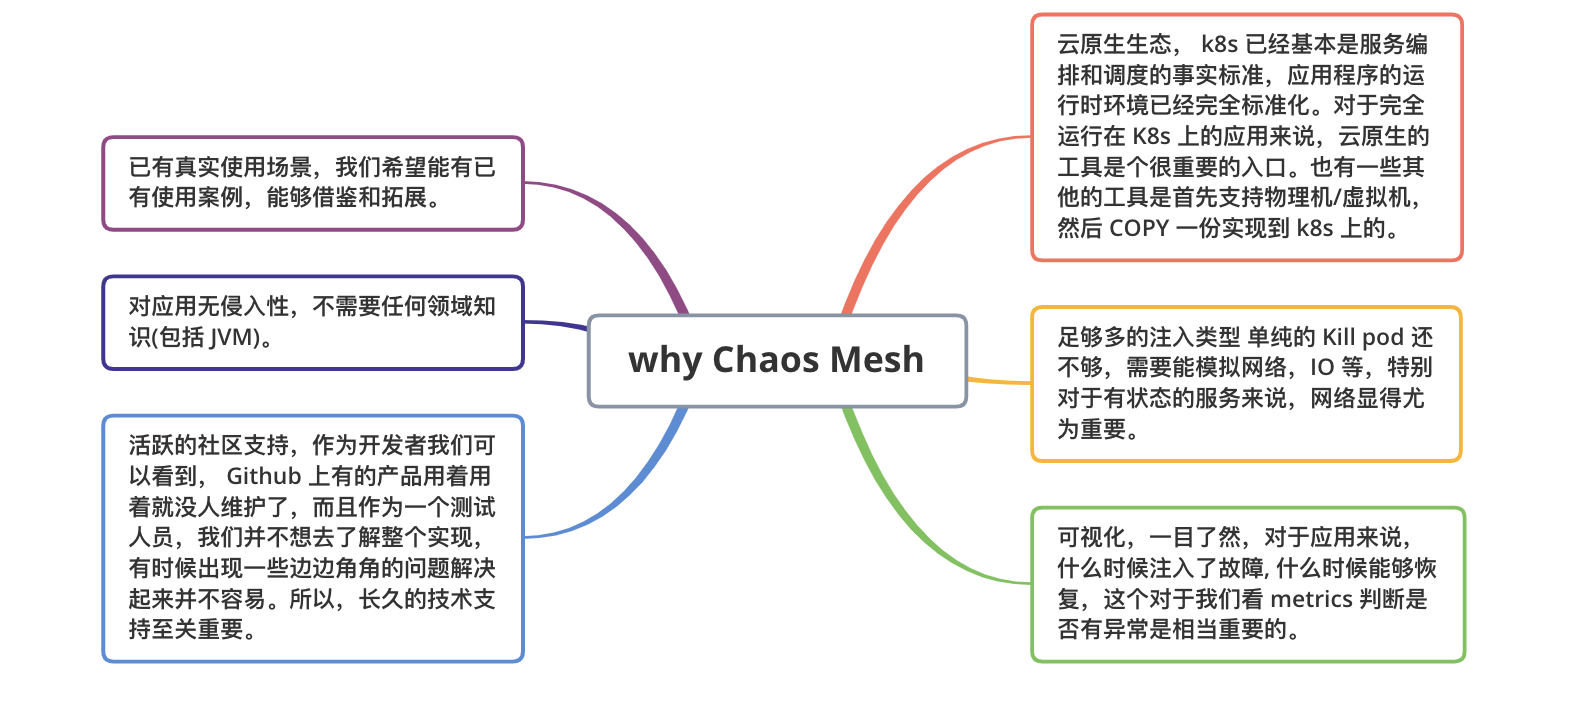 why Chaos Mesh
云原生生态， k8s 已经基本是服务编
排和调度的事实标准，应用程序的运
行时环境已经完全标准化。对于完全
运行在 K8s 上的应用来说，云原生的
工具是个很重要的入口。也有一些其
他的工具是首先支持物理机/虚拟机，
然后 COPY 一份实现到 k8s 上的。
足够多的注入类型 单纯的 Kill pod 还
不够，需要能模拟网络，IO 等，特别
对于有状态的服务来说，网络显得尤
为重要。
可视化，一目了然，对于应用来说，
什么时候注入了故障, 什么时候能够恢
复，这个对于我们看 metrics 判断是
否有异常是相当重要的。
已有真实使用场景，我们希望能有已
有使用案例，能够借鉴和拓展。
对应用无侵入性，不需要任何领域知
识(包括 JVM)。
活跃的社区支持，作为开发者我们可
以看到， Github 上有的产品用着用
着就没人维护了，而且作为一个测试
人员，我们并不想去了解整个实现，
有时候出现一些边边角角的问题解决
起来并不容易。所以，长久的技术支
持至关重要。